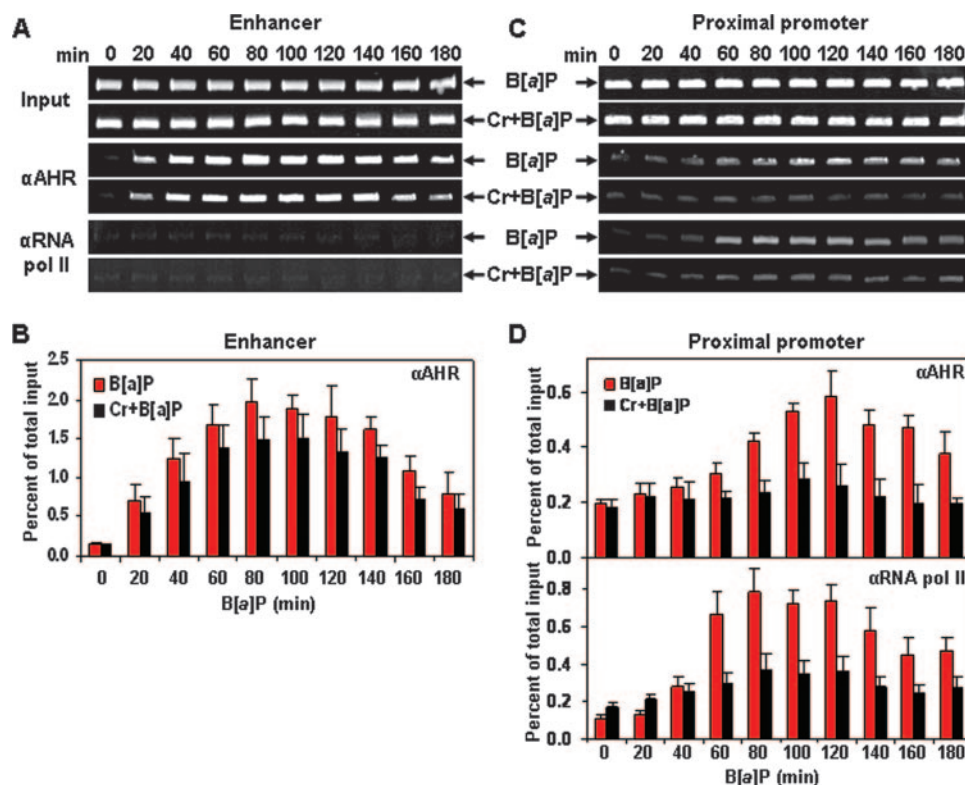 A
Enhancer
min 0 20 40 60 80 100 120 140 160 180
C
Proximal promoter
min 0 20 40 60 80 100 120 140 160 180
Input
B[a]P
Cr+B[a]P
αAHR
B[a]P
Cr+B[a]P
αRNA
pol II
B[a]P
Cr+B[a]P
B
Enhancer
αAHR
B[a]P
Cr+B[a]P
Percent of total input
2.5
2.0
1.5
1.0
0.5
0.0
0 20 40 60 80 100 120 140 160 180
B[a]P (min)
D
Proximal promoter
αAHR
B[a]P
Cr+B[a]P
Percent of total input
0.6
0.4
0.2
0.0
αRNA pol II
Percent of total input
0.8
0.6
0.4
0.2
0.0
0 20 40 60 80 100 120 140 160 180
B[a]P (min)